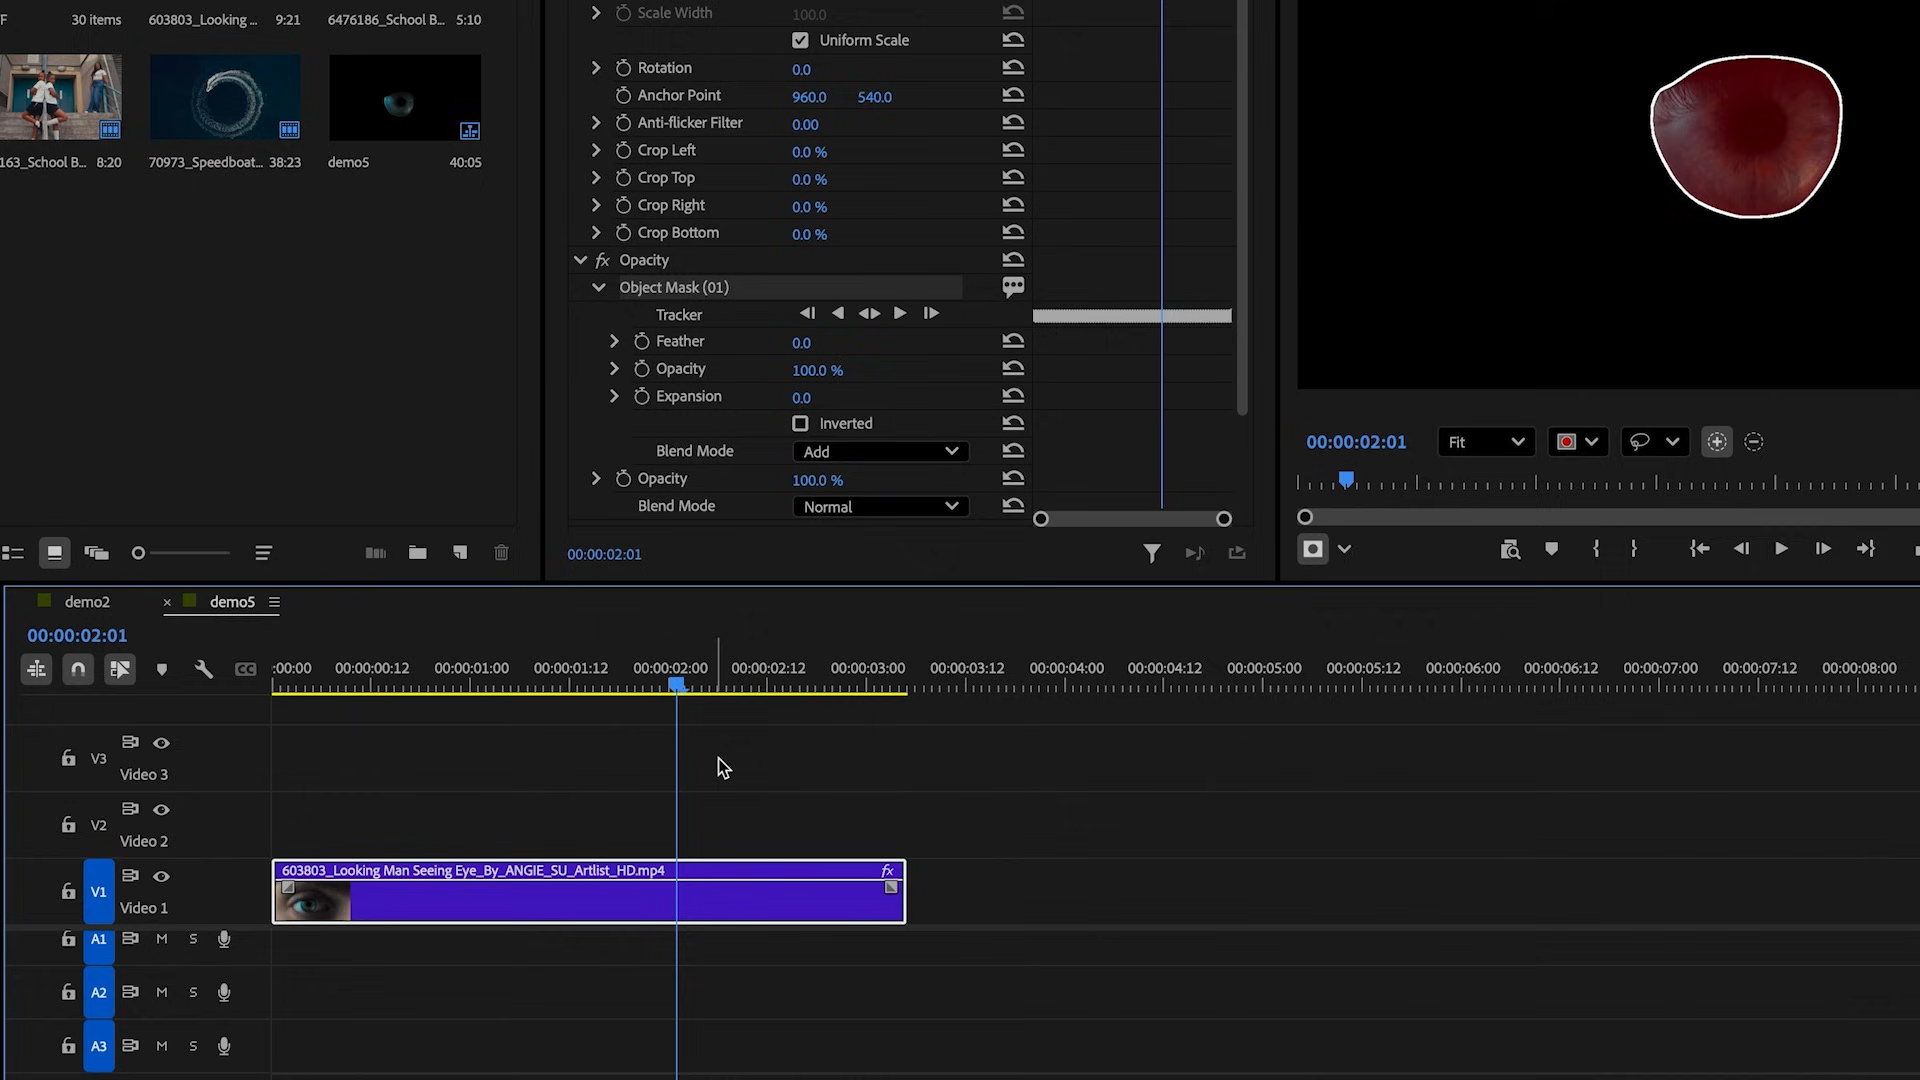 F 30 items 603803_Looking ... 9:21 6476186_School B... 5:10
163_School B... 8:20 70973_Speedboat... 38:23 demo5 40:05
Scale Width 100.0
Uniform Scale
Rotation 0.0
Anchor Point 960.0 540.0
Anti-flicker Filter 0.00
Crop Left 0.0 %
Crop Top 0.0 %
Crop Right 0.0 %
Crop Bottom 0.0 %
fx Opacity
Object Mask (01)
Tracker
Feather 0.0
Opacity 100.0 %
Expansion 0.0
Inverted
Blend Mode Add
Opacity 100.0 %
Blend Mode Normal
00:00:02:01
00:00:02:01 Fit
demo2 × demo5
00:00:02:01
CC :00:00 00:00:00:12 00:00:01:00 00:00:01:12 00:00:02:00 00:00:02:12 00:00:03:00 00:00:03:12 00:00:04:00 00:00:04:12 00:00:05:00 00:00:05:12 00:00:06:00 00:00:06:12 00:00:07:00 00:00:07:12 00:00:08:00
V3
Video 3
V2
Video 2
603803_Looking Man Seeing Eye_By_ANGIE_SU_Artlist_HD.mp4 fx
V1
Video 1
A1 M S
A2 M S
A3 M S